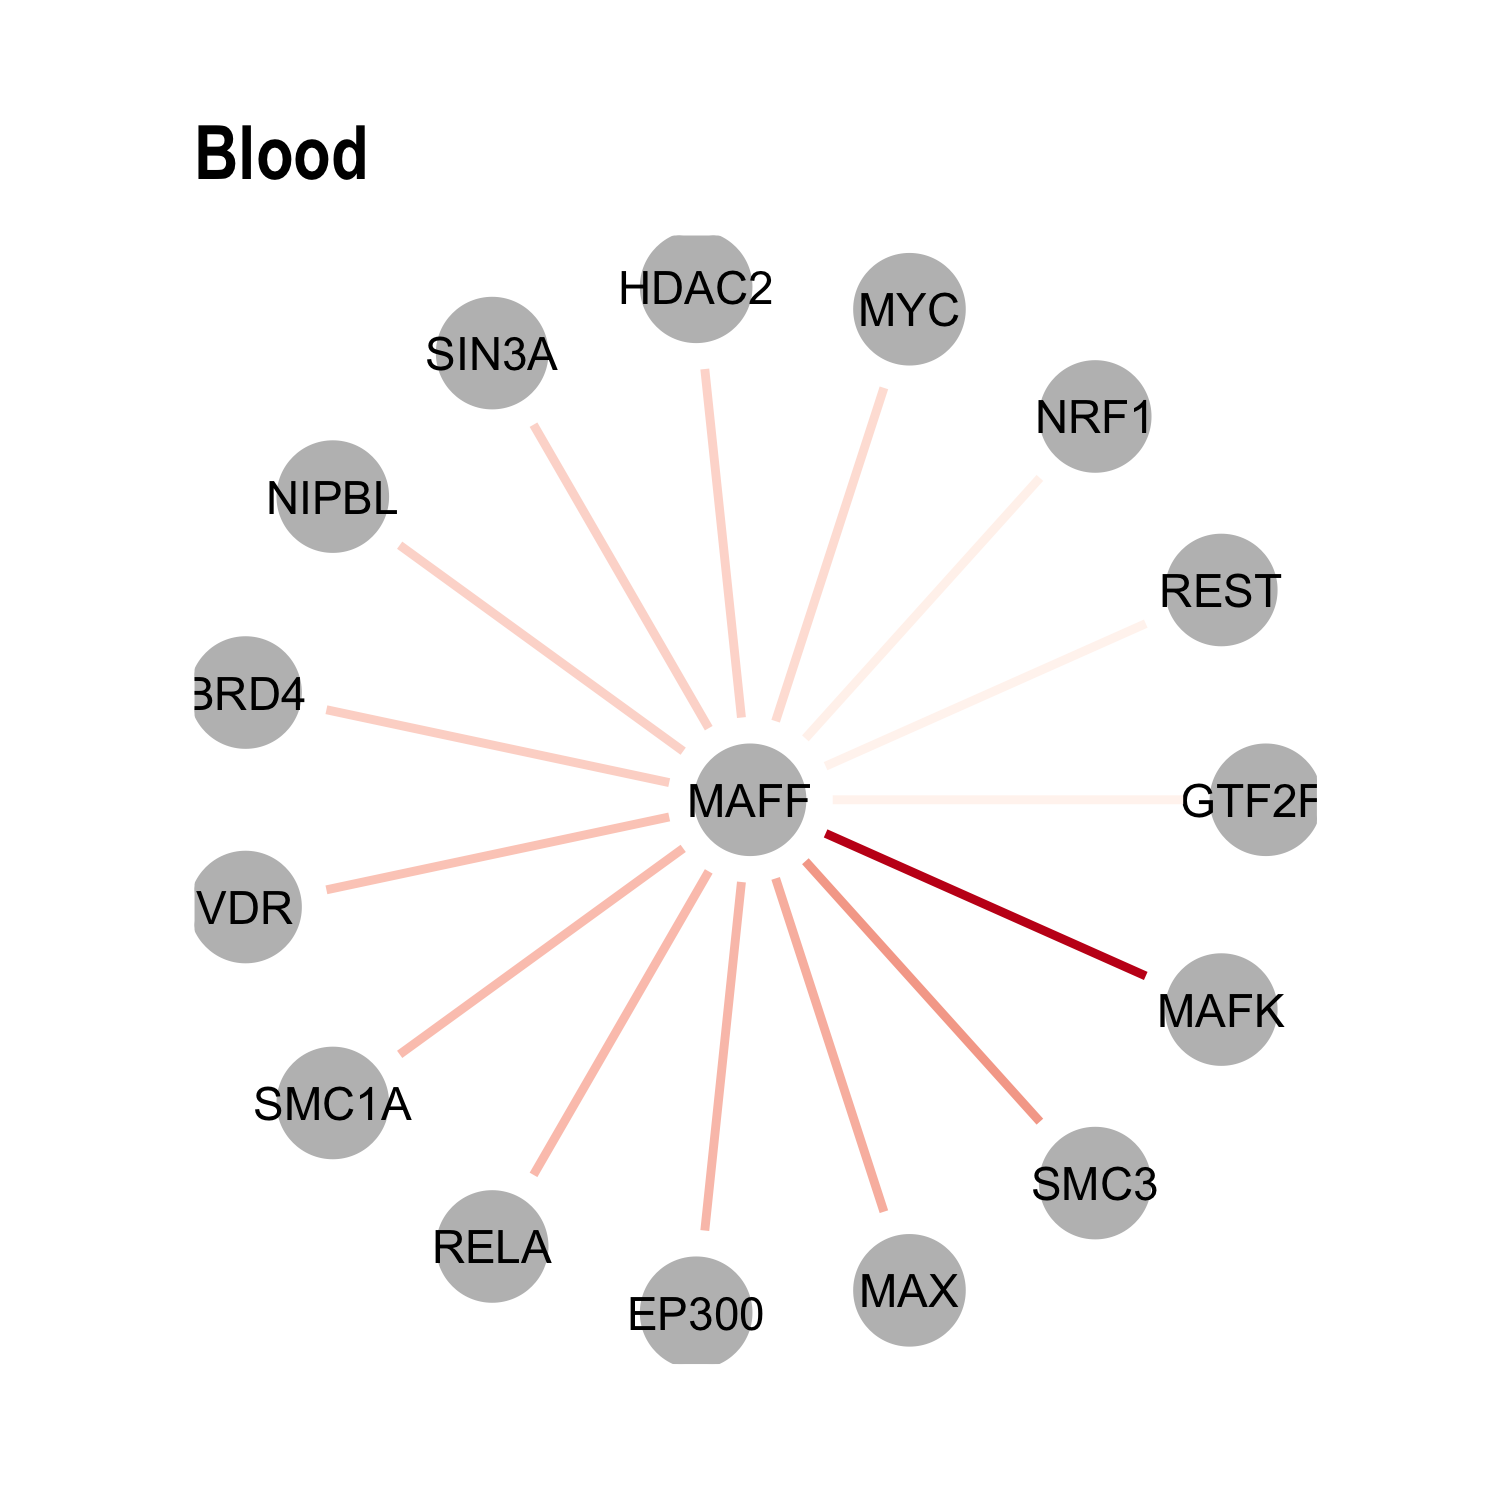 Blood
HDAC2
MYC
SIN3A
NRF1
NIPBL
REST
BRD4
MAFF
GTF2F
VDR
MAFK
SMC1A
SMC3
RELA
MAX
EP300